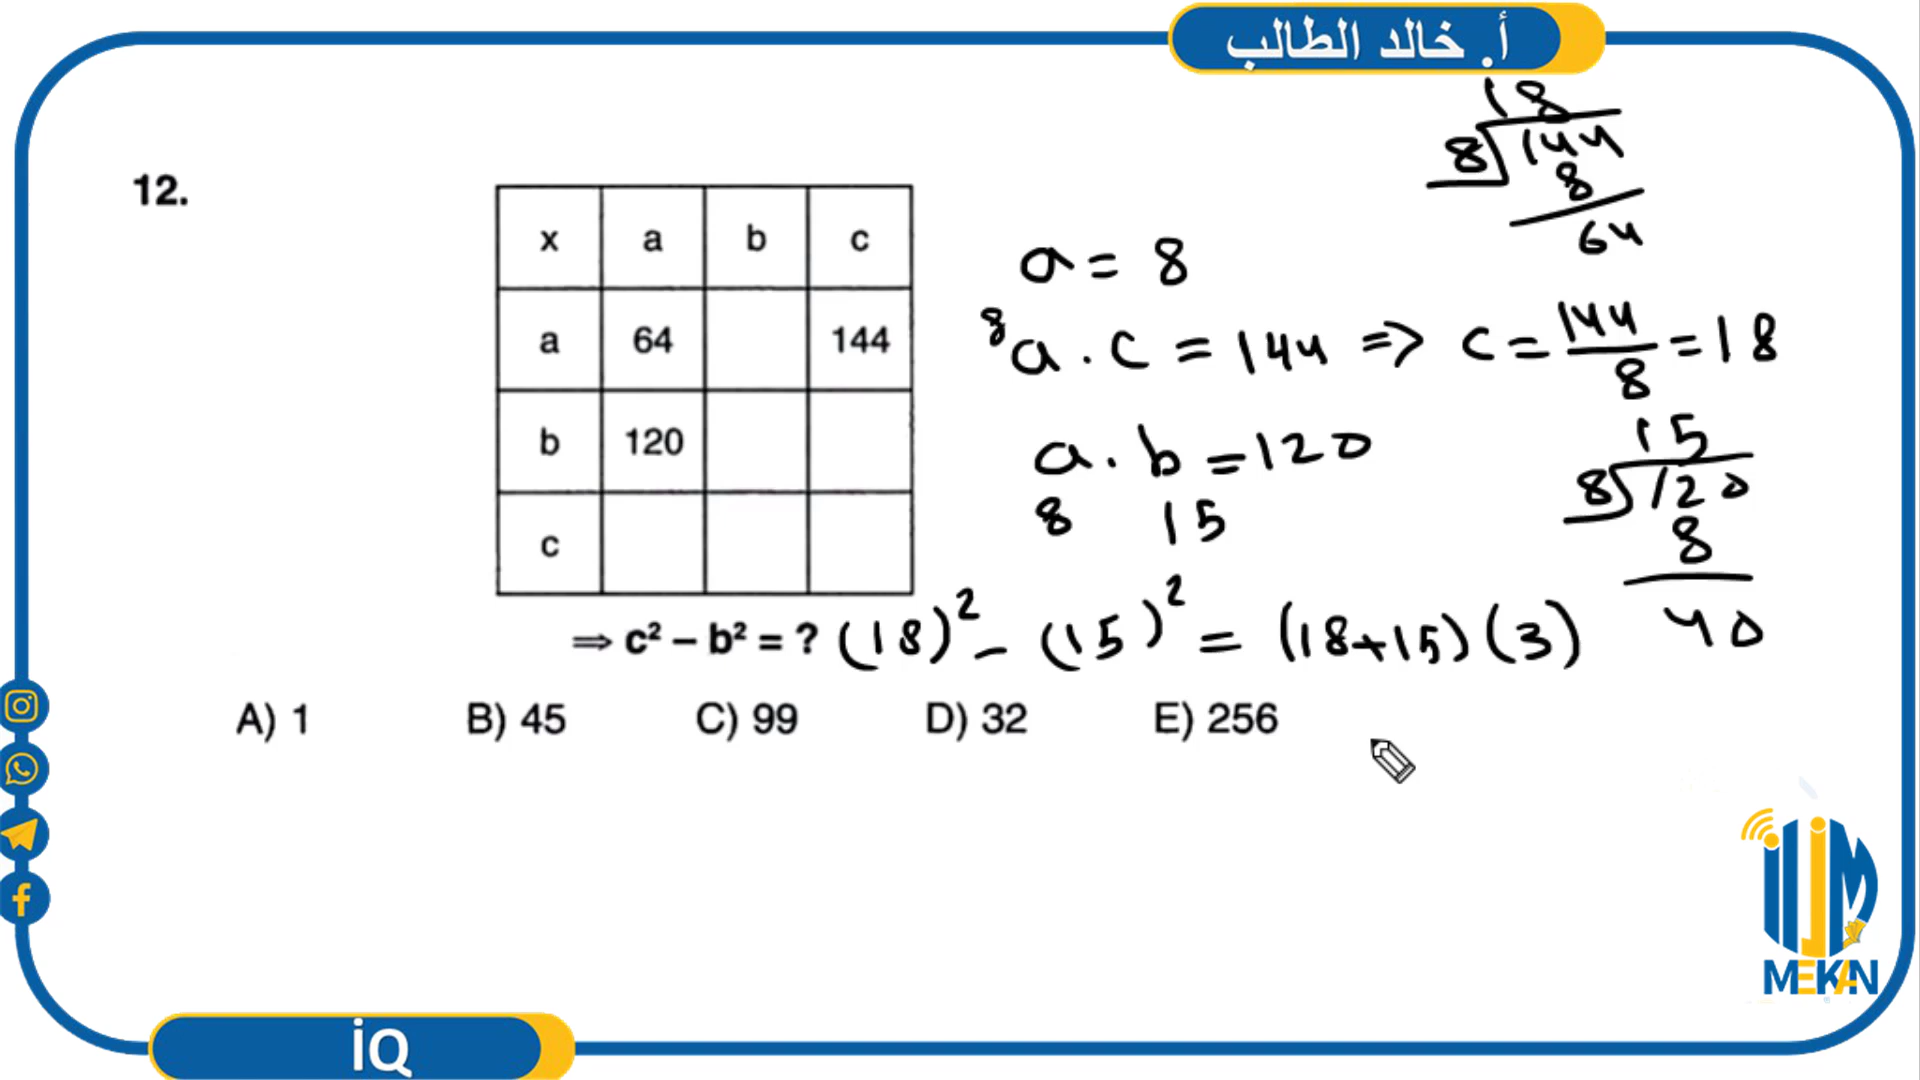 أ. خالد الطالب
12.
x a b c
a 64 144
b 120
c
⇒ c² – b² = ? (18)² - (15)² = (18+15)(3)
A) 1 B) 45 C) 99 D) 32 E) 256
a = 8
8 a . c = 144 ⇒ c = 144/8 = 18
a . b = 120
8 15
18
8 144
8
64
15
8 120
8
40
MEKAN
İQ